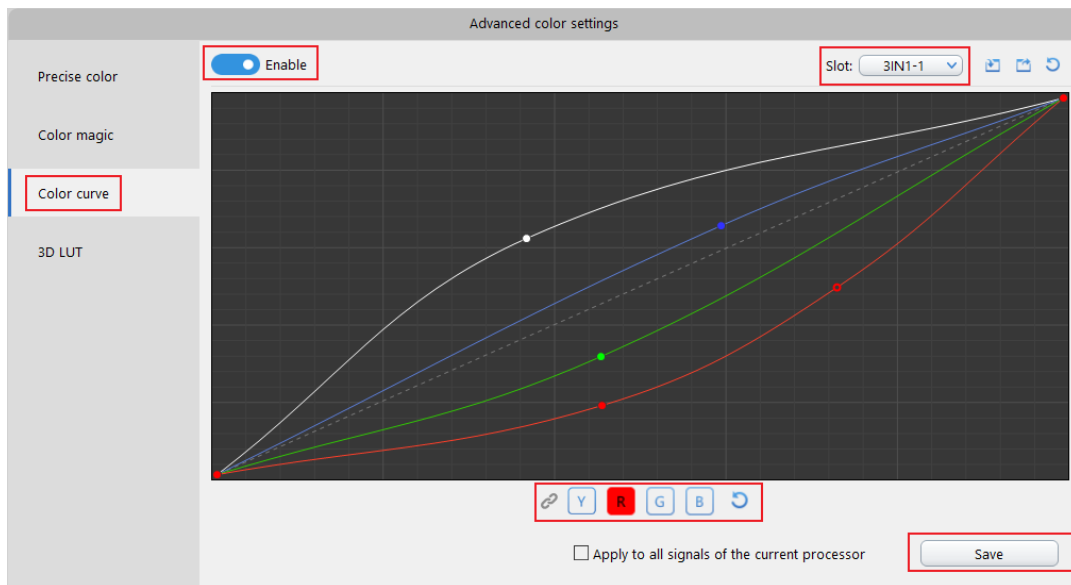 Advanced color settings
Precise color
Color magic
Color curve
3D LUT
Enable
Slot: 3IN1-1
Y R G B
Apply to all signals of the current processor
Save